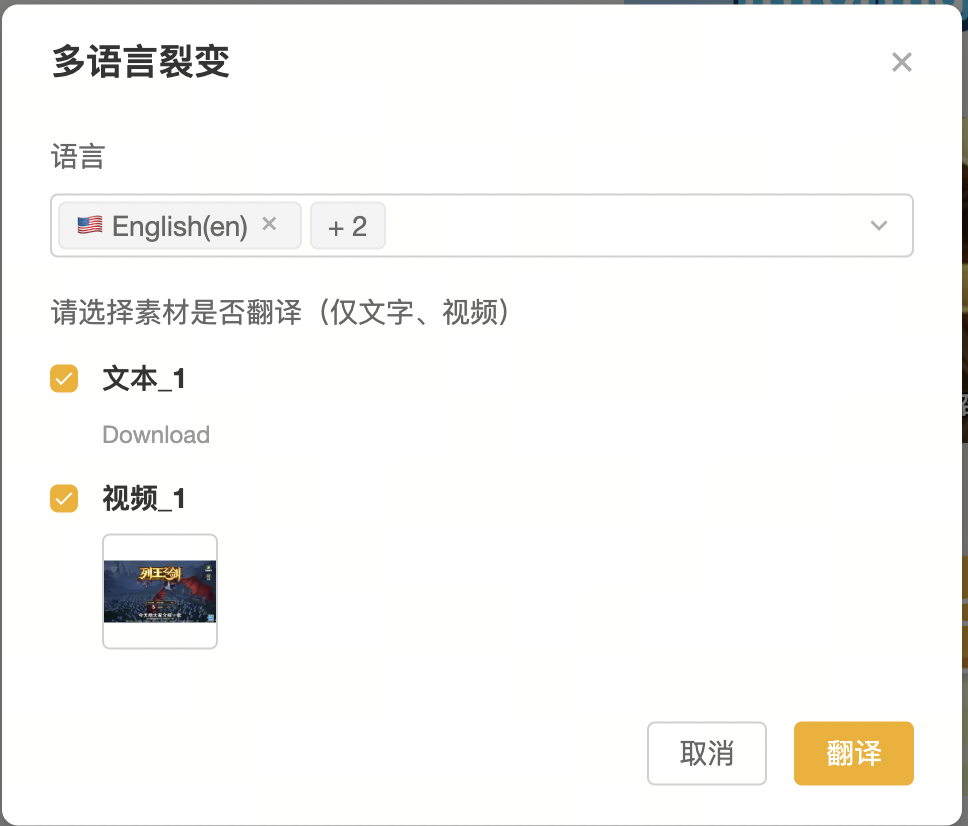 多语言裂变
语言
English(en)
+ 2
请选择素材是否翻译（仅文字、视频）
文本_1
Download
视频_1
列王之剑
取消
翻译